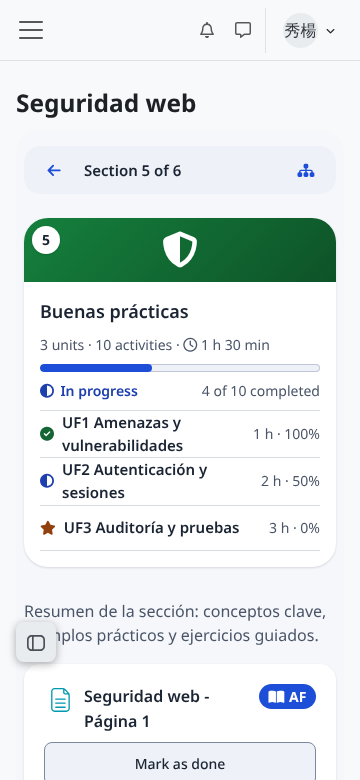 秀楊
Seguridad web
Section 5 of 6
5
Buenas prácticas
3 units · 10 activities · 1 h 30 min
In progress 4 of 10 completed
UF1 Amenazas y
vulnerabilidades
1 h · 100%
UF2 Autenticación y
sesiones
2 h · 50%
UF3 Auditoría y pruebas 3 h · 0%
Resumen de la sección: conceptos clave,
prácticos y ejercicios guiados.
Seguridad web -
Página 1
AF
Mark as done